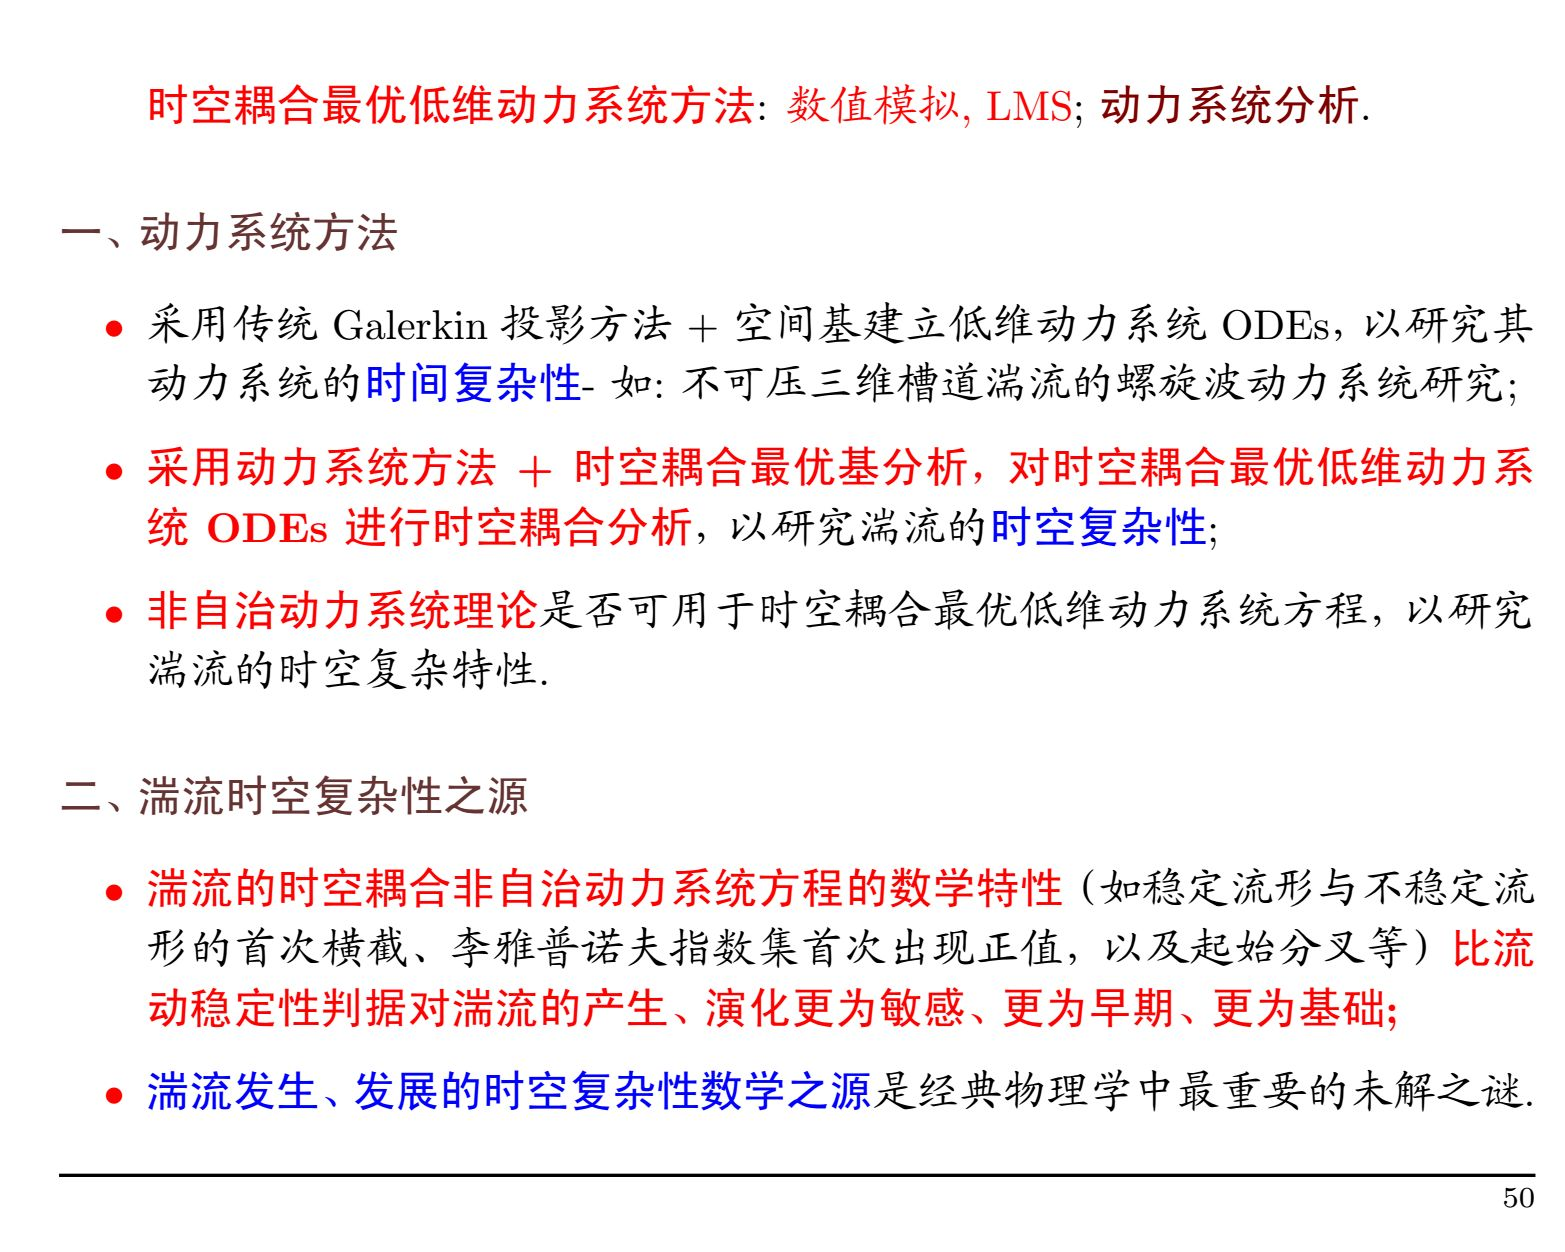 时空耦合最优低维动力系统方法: 数值模拟, LMS; 动力系统分析.
一、动力系统方法
• 采用传统 Galerkin 投影方法 + 空间基建立低维动力系统 ODEs, 以研究其
动力系统的时间复杂性- 如: 不可压三维槽道湍流的螺旋波动力系统研究;
• 采用动力系统方法 + 时空耦合最优基分析, 对时空耦合最优低维动力系
统 ODEs 进行时空耦合分析, 以研究湍流的时空复杂性;
• 非自治动力系统理论是否可用于时空耦合最优低维动力系统方程, 以研究
湍流的时空复杂特性.
二、湍流时空复杂性之源
• 湍流的时空耦合非自治动力系统方程的数学特性 (如稳定流形与不稳定流
形的首次横截、李雅普诺夫指数集首次出现正值, 以及起始分叉等) 比流
动稳定性判据对湍流的产生、演化更为敏感、更为早期、更为基础;
• 湍流发生、发展的时空复杂性数学之源是经典物理学中最重要的未解之谜.
50